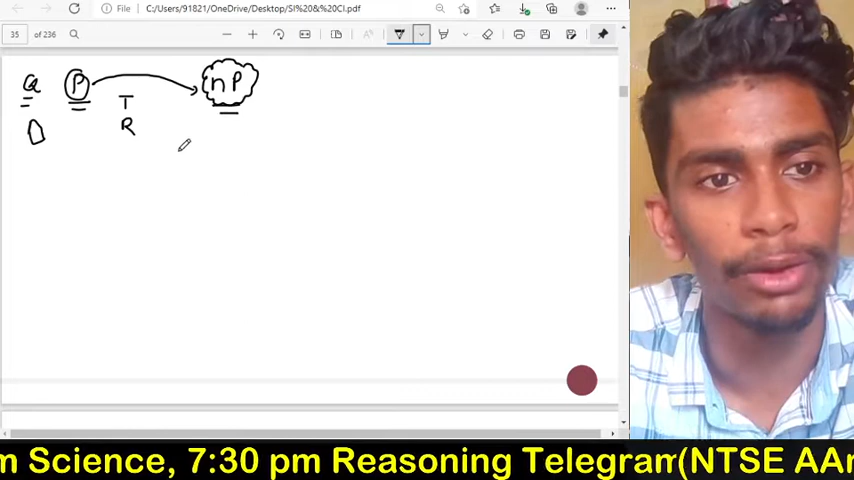 File C:/Users/91821/OneDrive/Desktop/SI%20&%20CI.pdf
35 of 236
Q P nP
T
R
m Science, 7:30 pm Reasoning Telegram(NTSE AAr